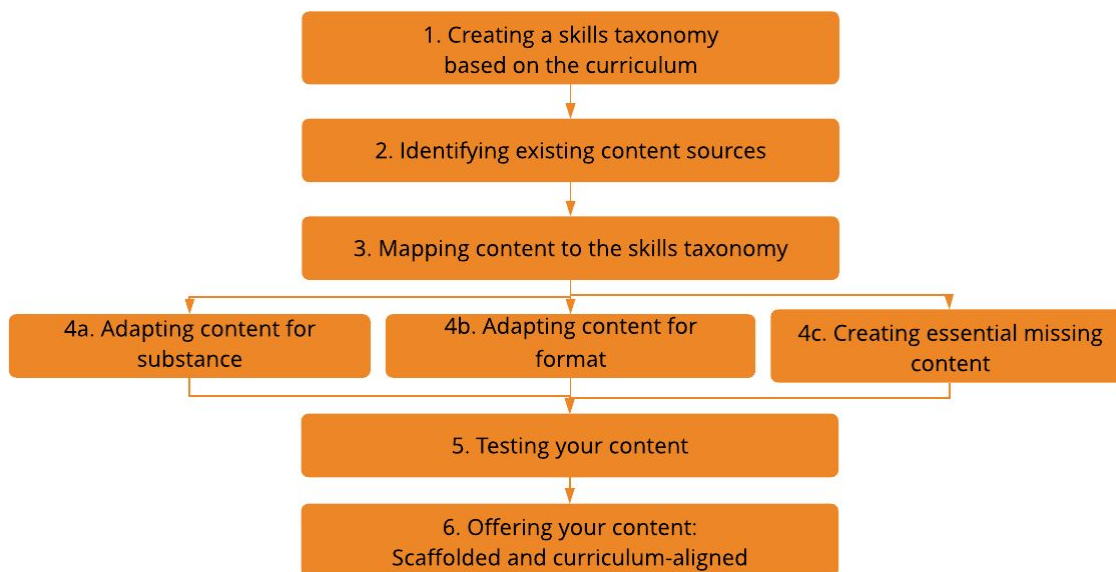 1. Creating a skills taxonomy
based on the curriculum
2. Identifying existing content sources
3. Mapping content to the skills taxonomy
4a. Adapting content for
substance
4b. Adapting content for
format
4c. Creating essential missing
content
5. Testing your content
6. Offering your content:
Scaffolded and curriculum-aligned